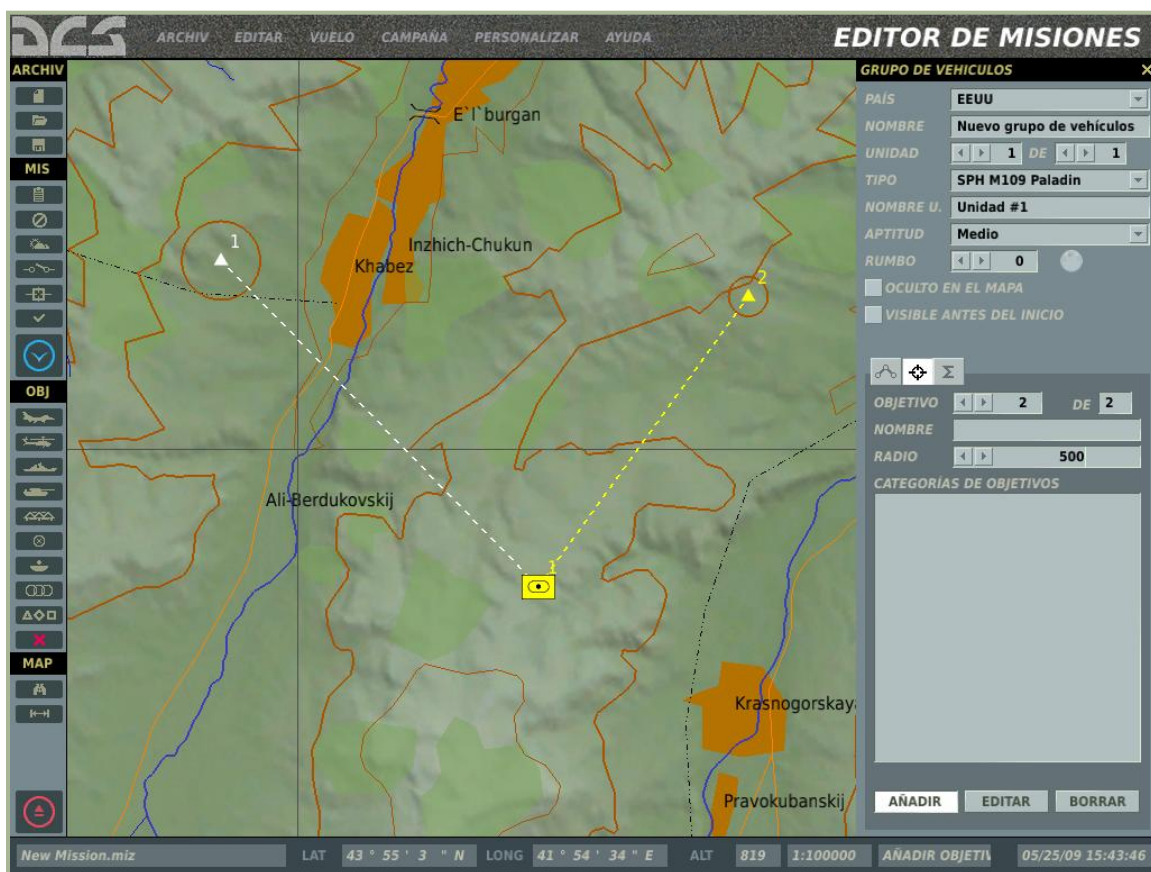 DCS
ARCHIV EDITAR VUELO CAMPAÑA PERSONALIZAR AYUDA
EDITOR DE MISIONES
ARCHIV
MIS
OBJ
MAP
E`l`burgan
1
Inzhich-Chukun
Khabez
2
Ali-Berdukovskij
1
Krasnogorskaya
Pravokubanskij
GRUPO DE VEHICULOS
PAÍS EEUU
NOMBRE Nuevo grupo de vehículos
UNIDAD 1 DE 1
TIPO SPH M109 Paladin
NOMBRE U. Unidad #1
APTITUD Medio
RUMBO 0
OCULTO EN EL MAPA
VISIBLE ANTES DEL INICIO
Σ
OBJETIVO 2 DE 2
NOMBRE
RADIO 500
CATEGORÍAS DE OBJETIVOS
AÑADIR EDITAR BORRAR
New Mission.miz LAT 43 ° 55 ' 3 " N LONG 41 ° 54 ' 34 " E ALT 819 1:100000 AÑADIR OBJETIV 05/25/09 15:43:46